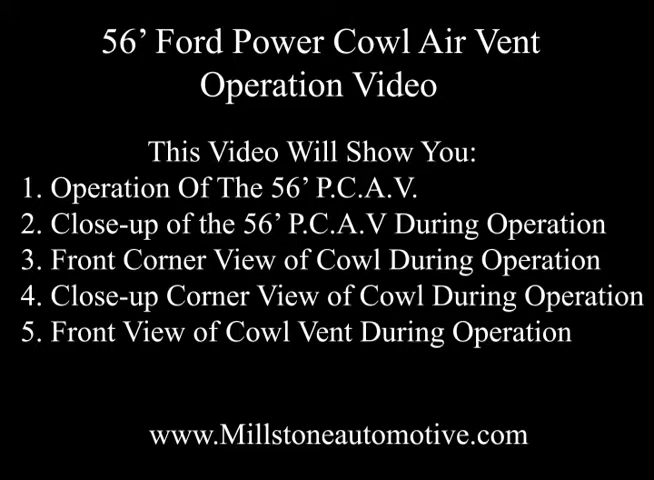 56’ Ford Power Cowl Air Vent
Operation Video
This Video Will Show You:
1. Operation Of The 56’ P.C.A.V.
2. Close-up of the 56’ P.C.A.V During Operation
3. Front Corner View of Cowl During Operation
4. Close-up Corner View of Cowl During Operation
5. Front View of Cowl Vent During Operation
www.Millstoneautomotive.com